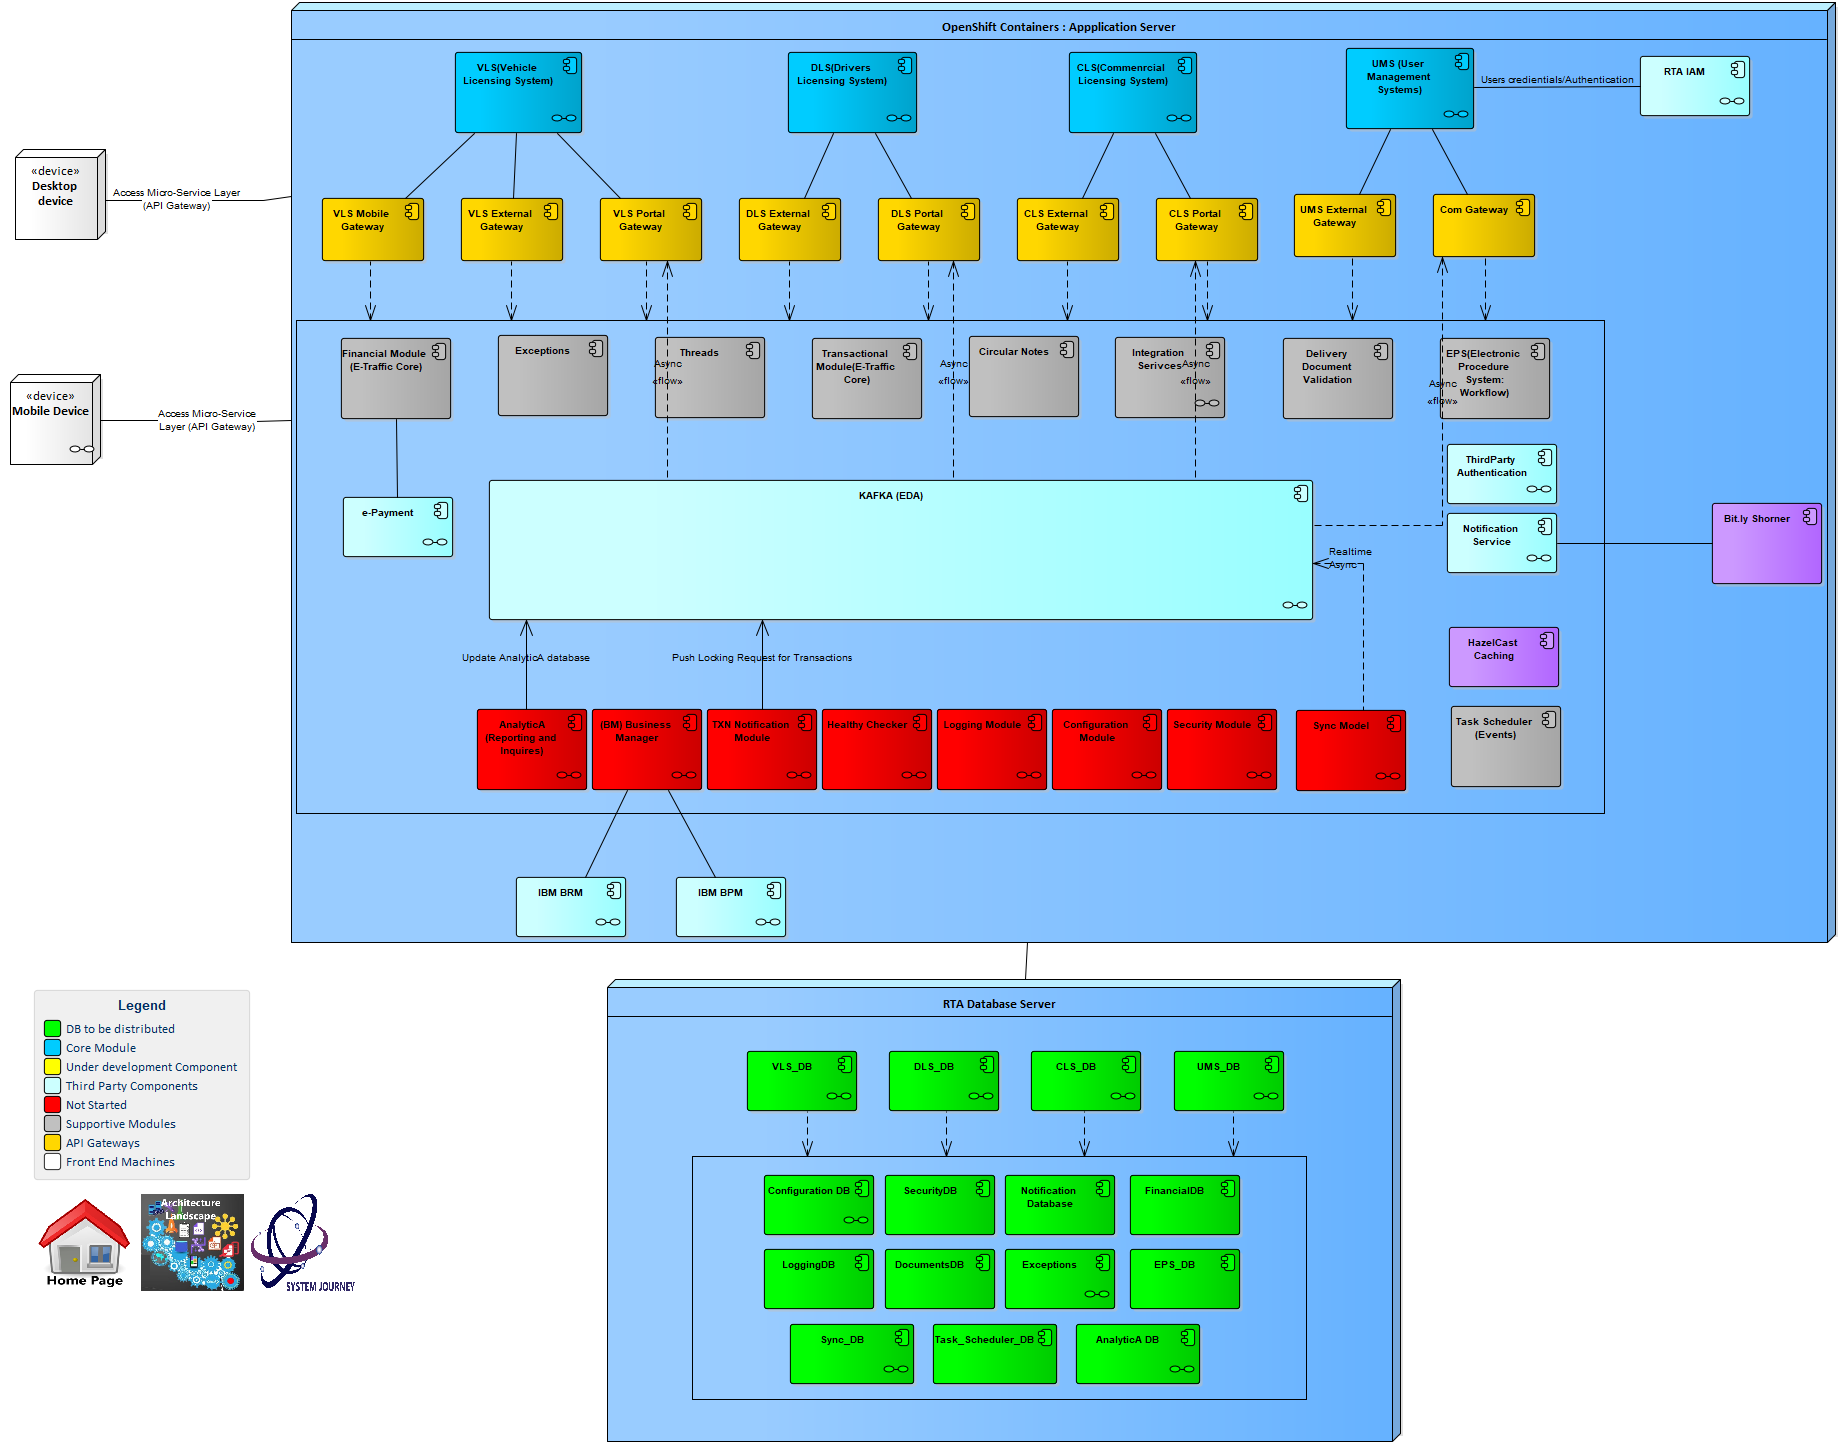 OpenShift Containers : Appplication Server
VLS(Vehicle
Licensing System)
DLS(Drivers
Licensing System)
CLS(Commenrcial
Licensing System)
UMS (User
Management
Systems)
Users credientials/Authentication
RTA IAM
«device»
Desktop
device
Access Micro-Service Layer
(API Gateway)
VLS Mobile
Gateway
VLS External
Gateway
VLS Portal
Gateway
DLS External
Gateway
DLS Portal
Gateway
CLS External
Gateway
CLS Portal
Gateway
UMS External
Gateway
Com Gateway
«device»
Mobile Device
Access Micro-Service
Layer (API Gateway)
Financial Module
(E-Traffic Core)
Exceptions
Threads
Async
«flow»
Transactional
Module(E-Traffic
Core)
Async
«flow»
Circular Notes
Integration
Serivces
Async
«flow»
Delivery
Document
Validation
EPS(Electronic
Procedure
System:
Workflow)
Async
«flow»
e-Payment
KAFKA (EDA)
ThirdParty
Authentication
Notification
Service
Bit.ly Shorner
Realtime
Async
HazelCast
Caching
Update AnalyticA database
Push Locking Request for Transactions
AnalyticA
(Reporting and
Inquires)
(BM) Business
Manager
TXN Notification
Module
Healthy Checker
Logging Module
Configuration
Module
Security Module
Sync Model
Task Scheduler
(Events)
IBM BRM
IBM BPM
RTA Database Server
VLS_DB
DLS_DB
CLS_DB
UMS_DB
Configuration DB
SecurityDB
Notification
Database
FinancialDB
LoggingDB
DocumentsDB
Exceptions
EPS_DB
Sync_DB
Task_Scheduler_DB
AnalyticA DB
Legend
DB to be distributed
Core Module
Under development Component
Third Party Components
Not Started
Supportive Modules
API Gateways
Front End Machines
Home Page
Architecture
Landscape
SYSTEM JOURNEY